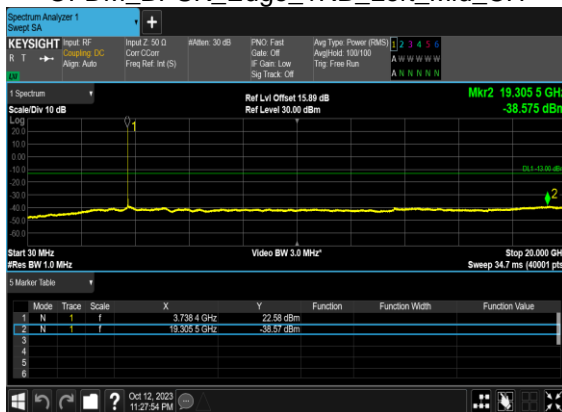 Spectrum Analyzer 1
Swept SA
+
KEYSIGHT Input: RF Input Z: 50 Ω #Atten: 30 dB PNO: Fast Avg Type: Power (RMS) 1 2 3 4 5 6
R T Coupling: DC Corr CCorr Gate: Off Avg|Hold: 100/100 A W W W W W
Align: Auto Freq Ref: Int (S) IF Gain: Low Trig: Free Run
LU Sig Track: Off A N N N N N
1 Spectrum Ref Lvl Offset 15.89 dB Mkr2 19.305 5 GHz
Scale/Div 10 dB Ref Level 30.00 dBm -38.575 dBm
Log
20.0
10.0
0.00
-10.0
-20.0
-30.0
-40.0
-50.0
-60.0
1
DL1 -13.00 dBm
2
Start 30 MHz Video BW 3.0 MHz* Stop 20.000 GHz
#Res BW 1.0 MHz Sweep 34.7 ms (40001 pts)
5 Marker Table
Mode Trace Scale X Y Function Function Width Function Value
1 N 1 f 3.738 4 GHz 22.58 dBm
2 N 1 f 19.305 5 GHz -38.57 dBm
3
4
5
6
? Oct 12, 2023
11:27:54 PM